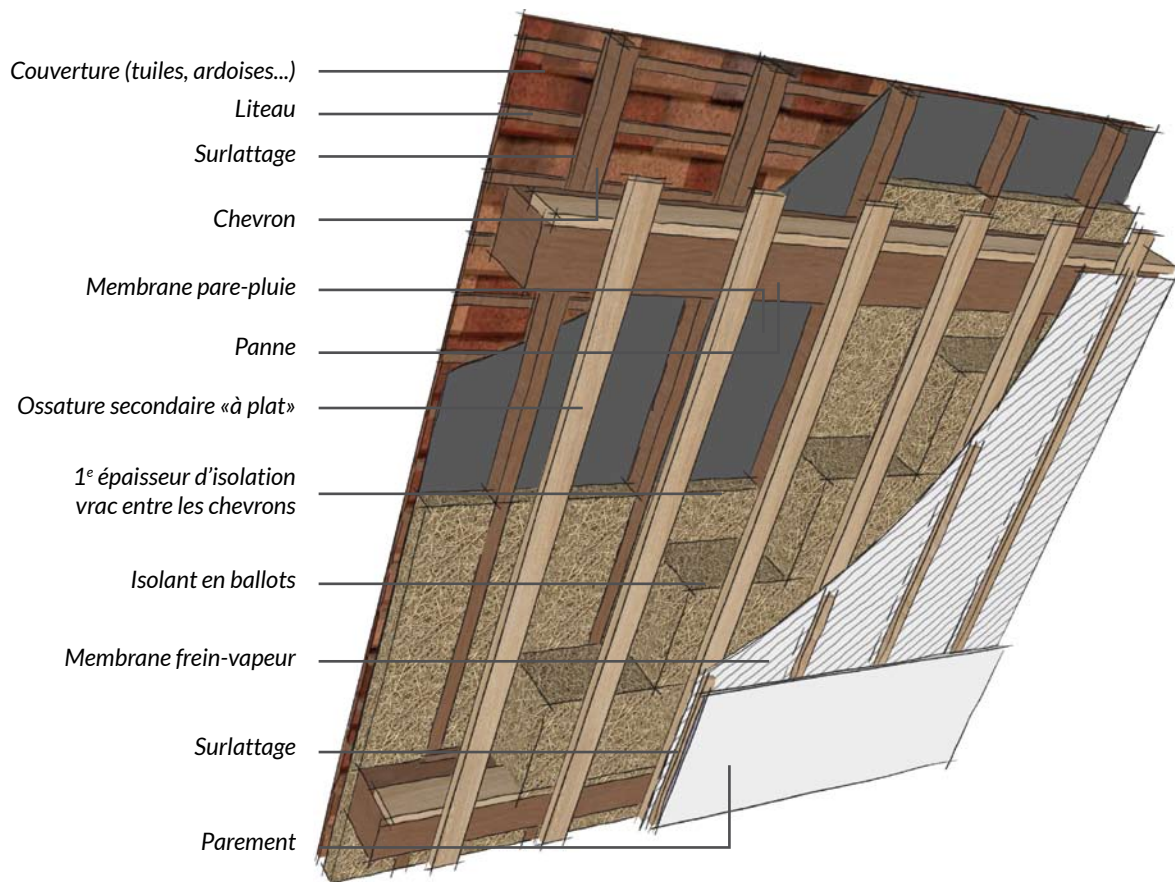 Couverture (tuiles, ardoises...)
Liteau
Surlattage
Chevron
Membrane pare-pluie
Panne
Ossature secondaire «à plat»
1e épaisseur d’isolation
vrac entre les chevrons
Isolant en ballots
Membrane frein-vapeur
Surlattage
Parement